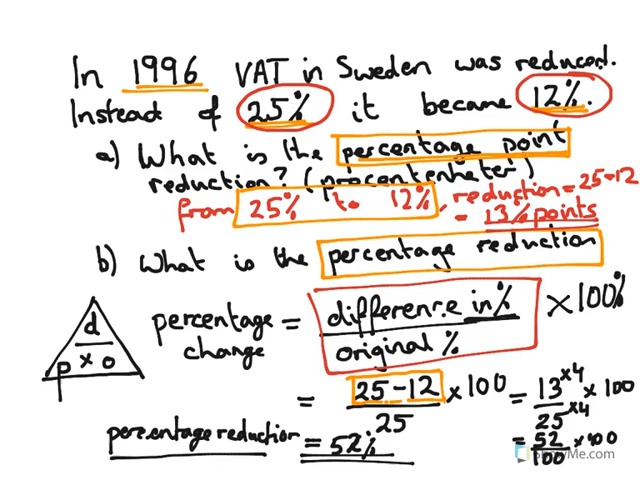 In 1996 VAT in Sweden was reduced.
Instead of 25% it became 12%.
a) What is the percentage point
reduction? (procentenheter)
from 25% to 12%, reduction = 25-12
= 13% points
b) What is the percentage reduction
percentage change = difference in % / original % × 100%
d
p × o
= 25-12 / 25 × 100 = 13 ×4 / 25 ×4 × 100
percentage reduction = 52% = 52 / 100 × 100
ShowMe.com